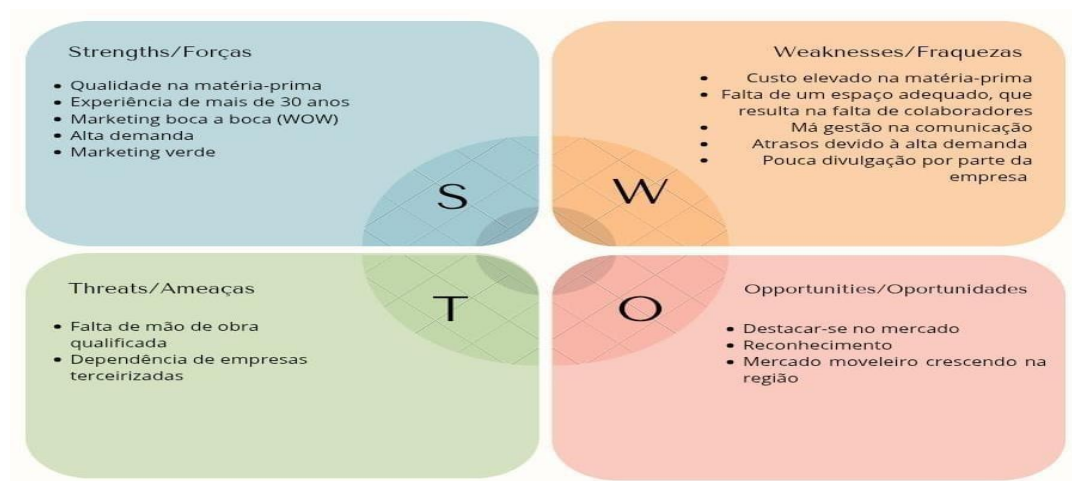 Strengths/Forças
• Qualidade na matéria-prima
• Experiência de mais de 30 anos
• Marketing boca a boca (WOW)
• Alta demanda
• Marketing verde
S
Weaknesses/Fraquezas
• Custo elevado na matéria-prima
• Falta de um espaço adequado, que
resulta na falta de colaboradores
• Má gestão na comunicação
• Atrasos devido à alta demanda
• Pouca divulgação por parte da
empresa
W
Threats/Ameaças
• Falta de mão de obra
qualificada
• Dependência de empresas
terceirizadas
T
Opportunities/Oportunidades
• Destacar-se no mercado
• Reconhecimento
• Mercado moveleiro crescendo na
região
O